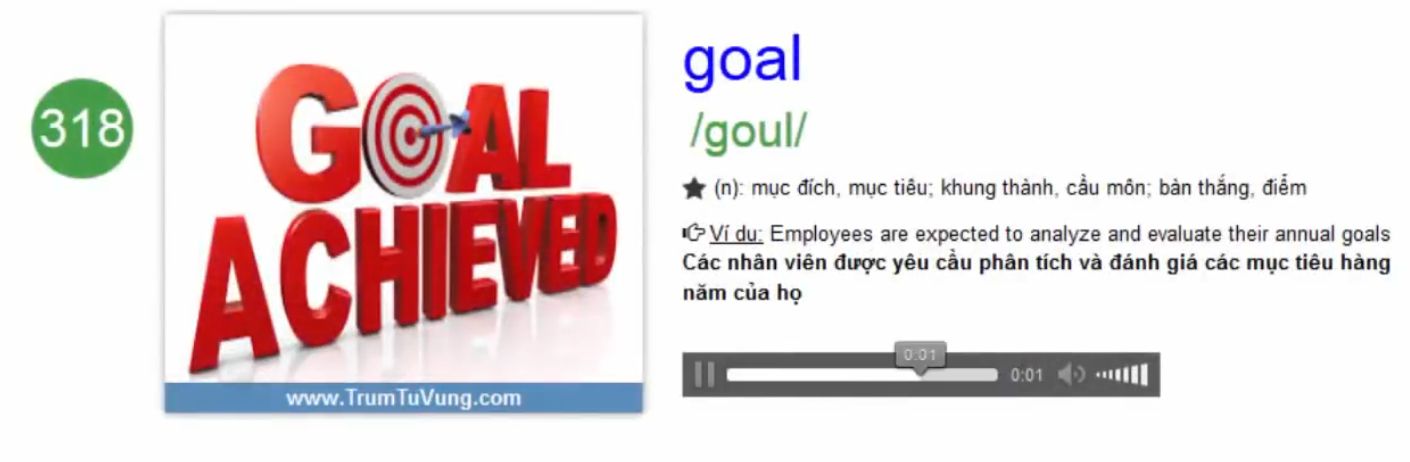 318
GOAL
ACHIEVED
www.TrumTuVung.com
goal
/goul/
(n): mục đích, mục tiêu; khung thành, cầu môn; bàn thắng, điểm
Ví dụ: Employees are expected to analyze and evaluate their annual goals
Các nhân viên được yêu cầu phân tích và đánh giá các mục tiêu hàng
năm của họ
0:01
0:01